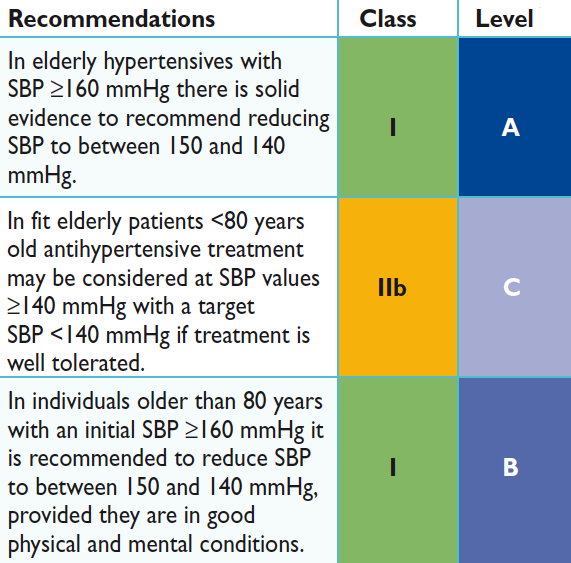 Recommendations Class Level
In elderly hypertensives with
SBP ≥160 mmHg there is solid
evidence to recommend reducing
SBP to between 150 and 140
mmHg.
I A
In fit elderly patients <80 years
old antihypertensive treatment
may be considered at SBP values
≥140 mmHg with a target
SBP <140 mmHg if treatment is
well tolerated.
IIb C
In individuals older than 80 years
with an initial SBP ≥160 mmHg it
is recommended to reduce SBP
to between 150 and 140 mmHg,
provided they are in good
physical and mental conditions.
I B